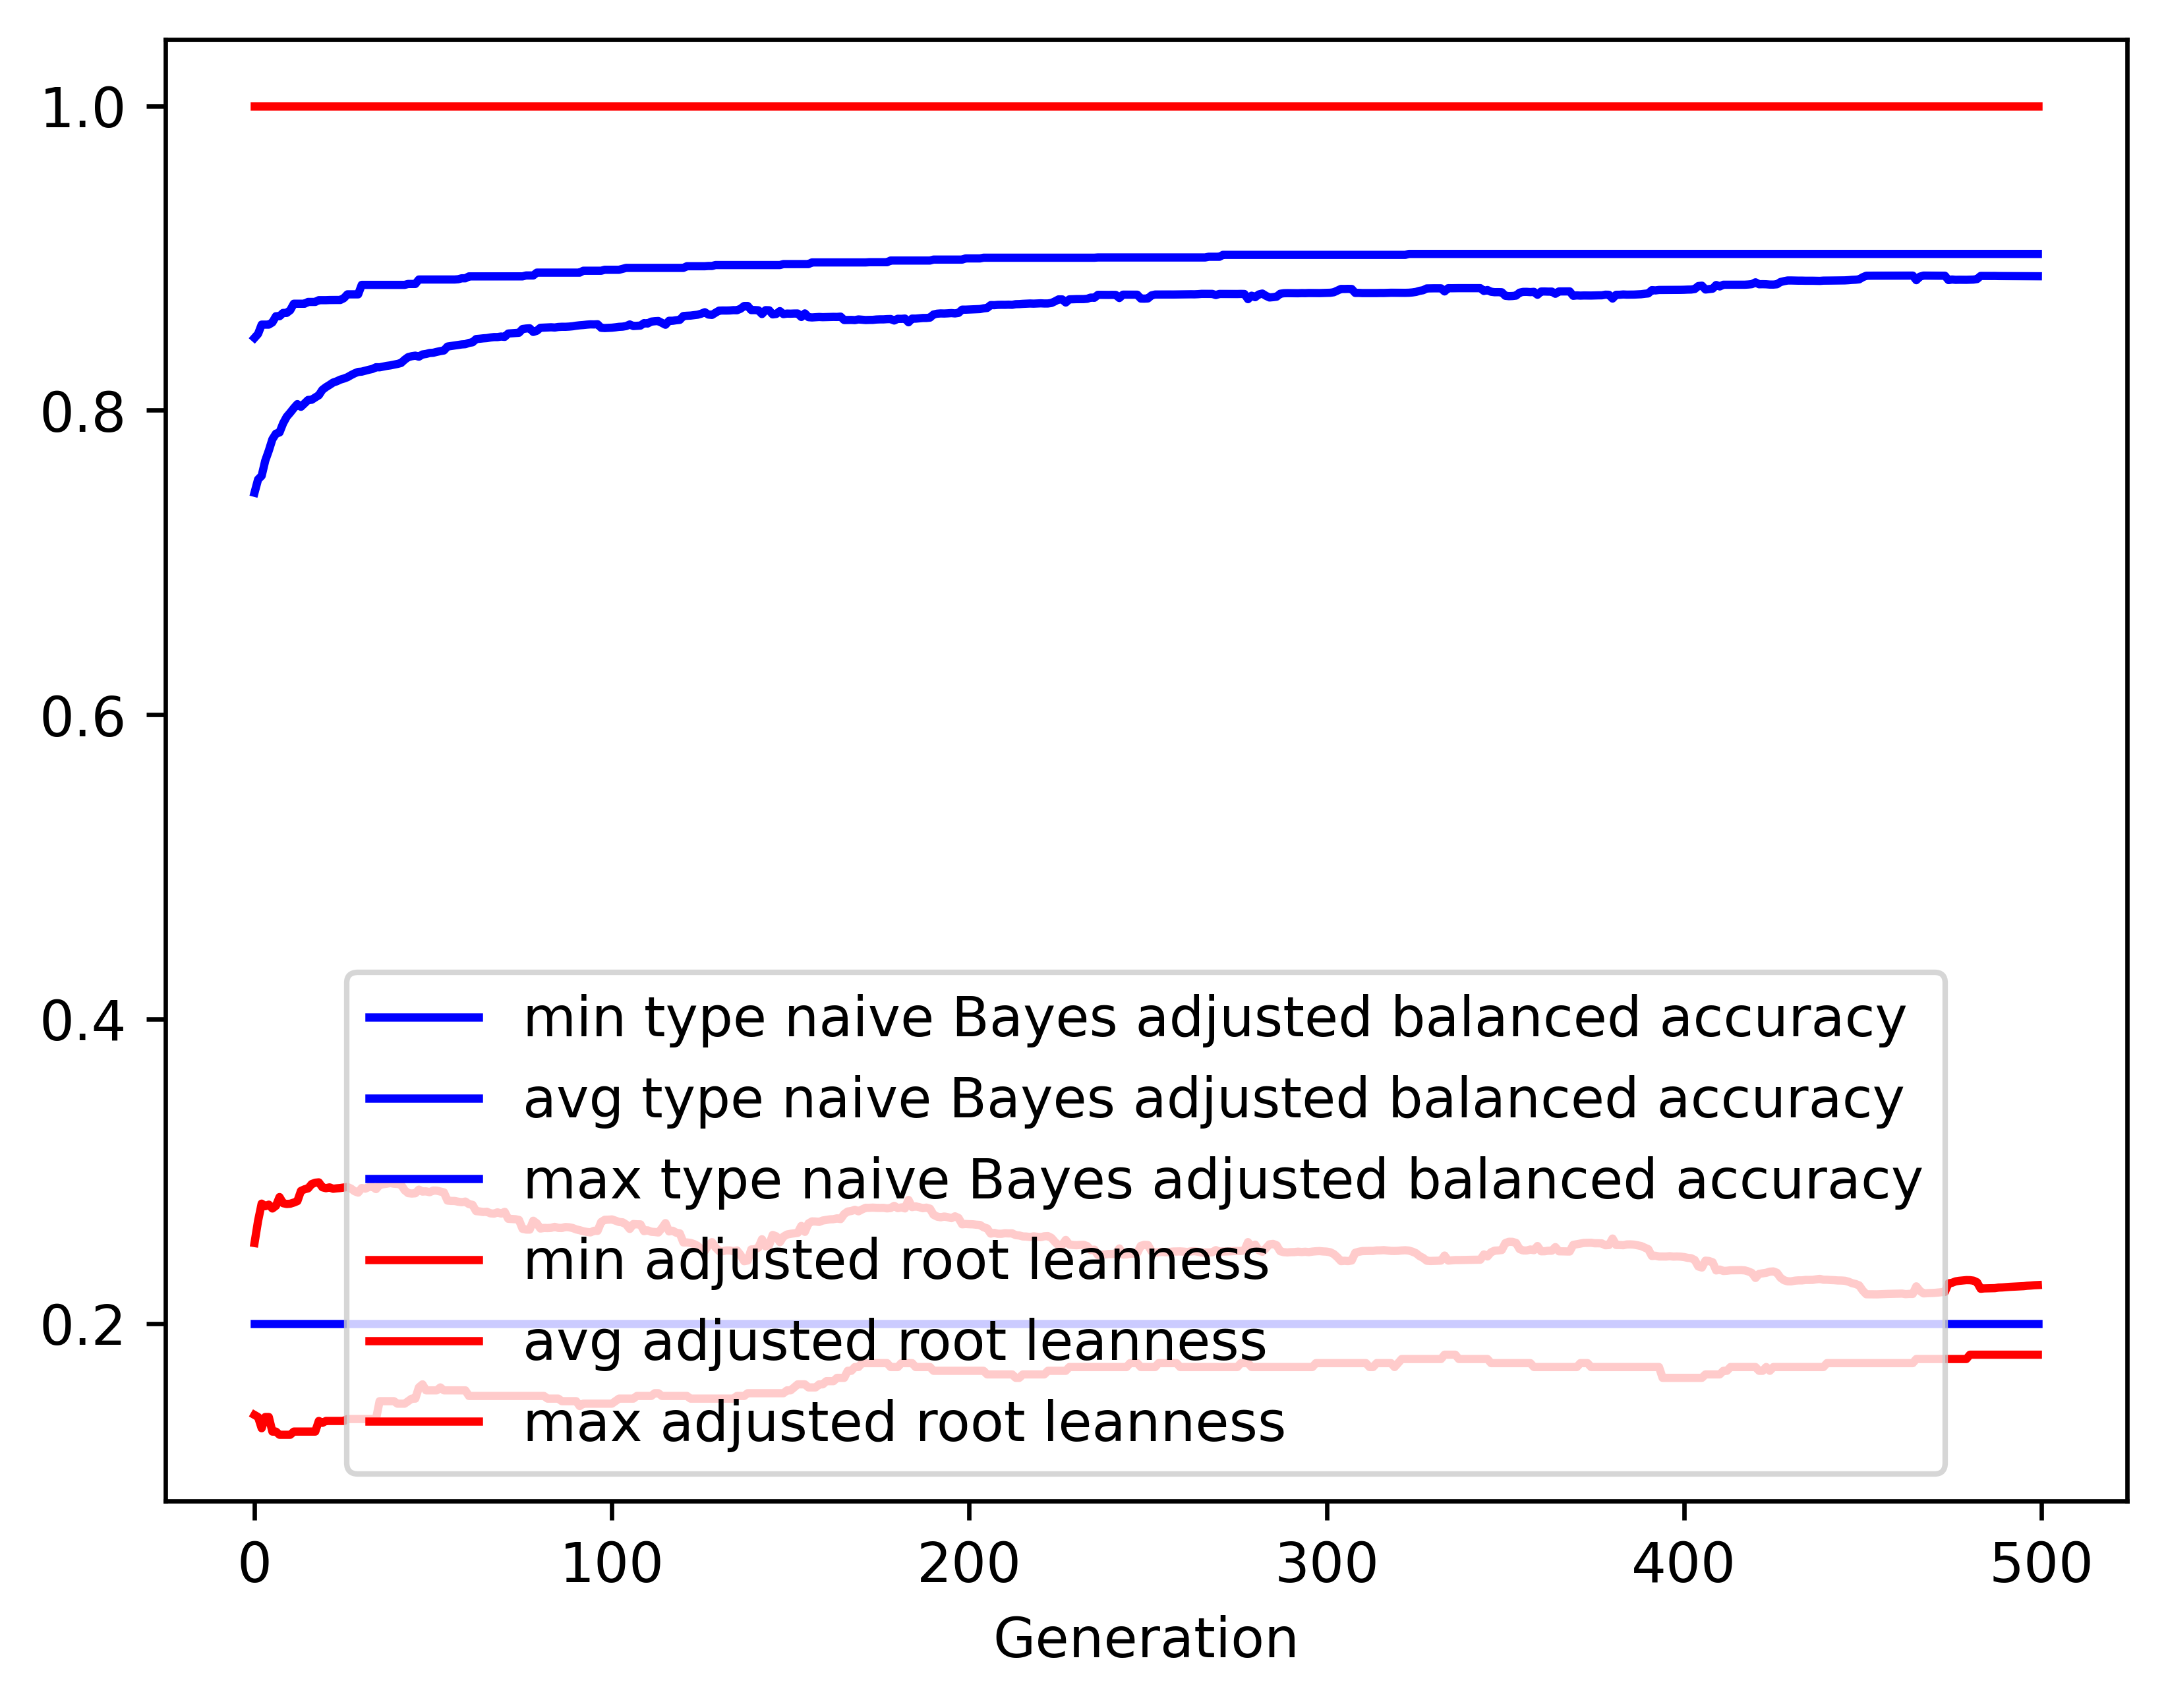 1.0
0.8
0.6
0.4
0.2
min type naive Bayes adjusted balanced accuracy
avg type naive Bayes adjusted balanced accuracy
max type naive Bayes adjusted balanced accuracy
min adjusted root leanness
avg adjusted root leanness
max adjusted root leanness
0 100 200 300 400 500
Generation